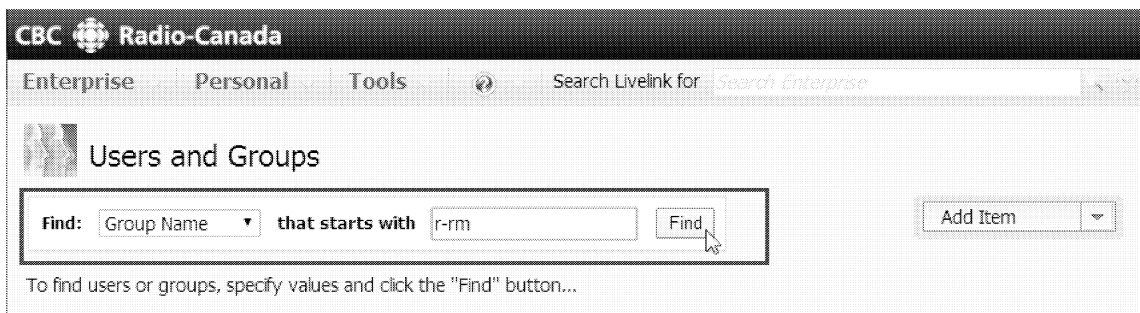 CBC Radio-Canada
Enterprise Personal Tools ? Search Livelink for Search Enterprise
Users and Groups
Find: Group Name that starts with r-rm Find
Add Item
To find users or groups, specify values and click the "Find" button...